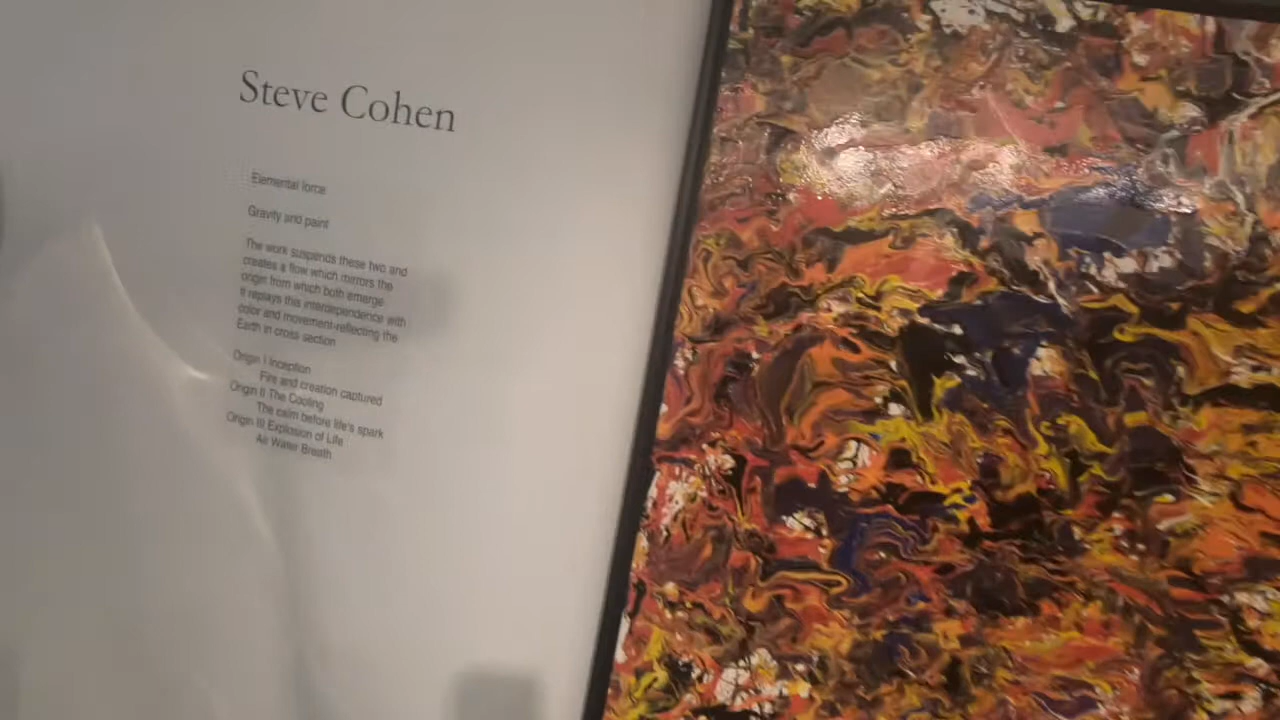 Steve Cohen
Elemental force
Gravity and paint
The work suspends these two and
creates a flow which mirrors the
origin from which both emerge.
It replays this interdependence with
color and movement-reflecting the
Earth in cross section
Origin I Inception
Fire and creation captured
Origin II The Cooling
The calm before life's spark
Origin III Explosion of Life
Air Water Breath